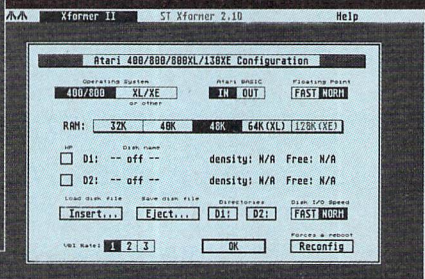 Xformer II ST Xformer 2.10 Help
Atari 400/800/800XL/130XE Configuration
Operating System Atari BASIC Floating Point
400/800 XL/XE IN OUT FAST NORM
or other
RAM: 32K 40K 48K 64K(XL) 128K(XE)
WP Disk name
D1: -- off -- density: N/A Free: N/A
D2: -- off -- density: N/A Free: N/A
Load disk file Save disk file Directories Disk I/O Speed
Insert... Eject... D1: D2: FAST NORM
Forces a reboot
VBI Rate: 1 2 3 OK Reconfig